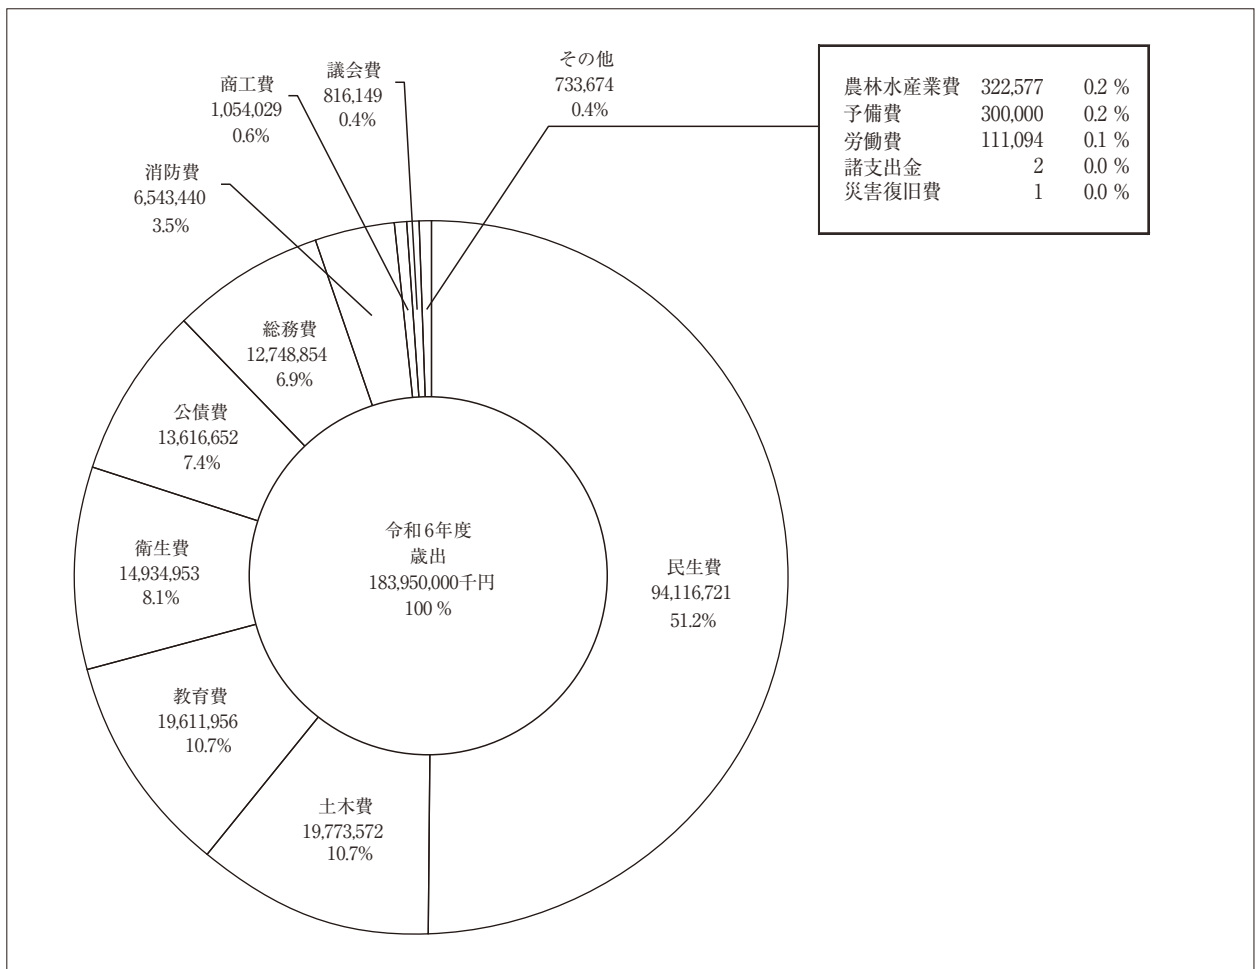 その他
733,674
0.4%
議会費
816,149
0.4%
商工費
1,054,029
0.6%
消防費
6,543,440
3.5%
農林水産業費 322,577 0.2 %
予備費 300,000 0.2 %
労働費 111,094 0.1 %
諸支出金 2 0.0 %
災害復旧費 1 0.0 %
総務費
12,748,854
6.9%
公債費
13,616,652
7.4%
衛生費
14,934,953
8.1%
教育費
19,611,956
10.7%
土木費
19,773,572
10.7%
令和6年度
歳出
183,950,000千円
100 %
民生費
94,116,721
51.2%